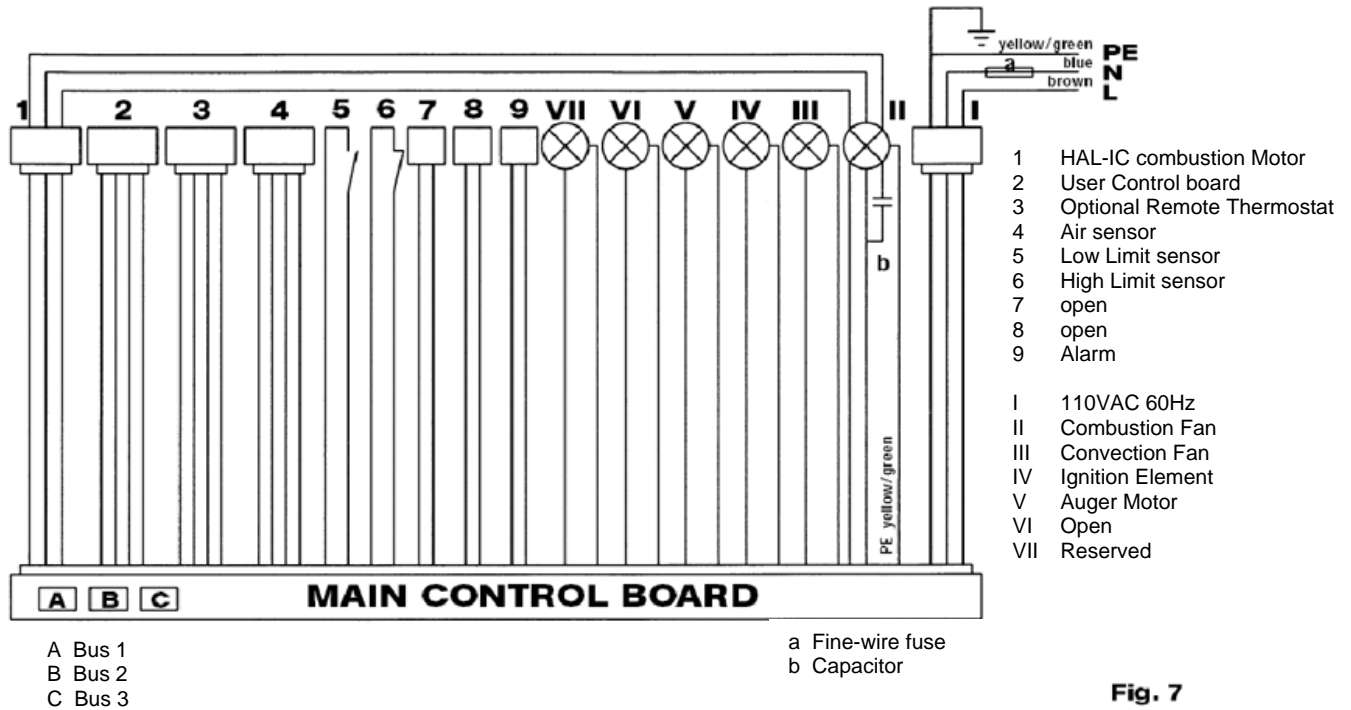 yellow/green PE
a blue N
brown L
1 2 3 4 5 6 7 8 9 VII VI V IV III II I
b
PE yellow/green
MAIN CONTROL BOARD
A B C
A Bus 1
B Bus 2
C Bus 3
a Fine-wire fuse
b Capacitor
1 HAL-IC combustion Motor
2 User Control board
3 Optional Remote Thermostat
4 Air sensor
5 Low Limit sensor
6 High Limit sensor
7 open
8 open
9 Alarm
I 110VAC 60Hz
II Combustion Fan
III Convection Fan
IV Ignition Element
V Auger Motor
VI Open
VII Reserved
Fig. 7